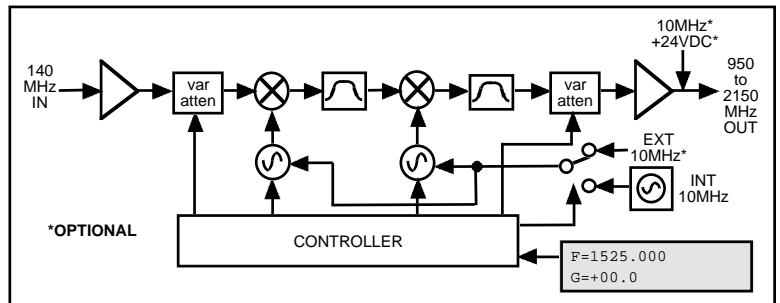 140
MHz
IN
var
atten
var
atten
10MHz*
+24VDC*
950
to
2150
MHz
OUT
EXT
10MHz*
INT
10MHz
*OPTIONAL
CONTROLLER
F=1525.000
G=+00.0